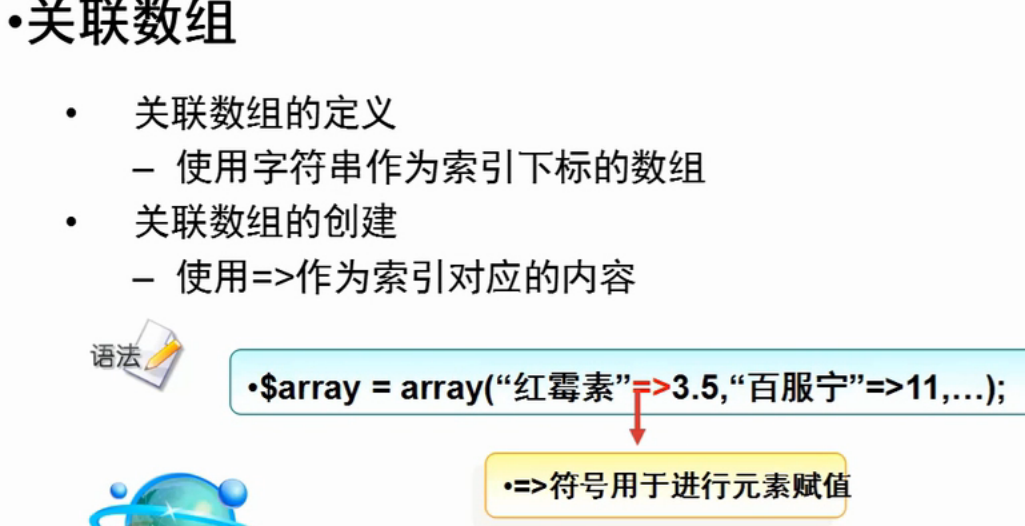 •关联数组
• 关联数组的定义
– 使用字符串作为索引下标的数组
• 关联数组的创建
– 使用=>作为索引对应的内容
语法
•$array = array(“红霉素”=>3.5,“百服宁”=>11,…);
•=>符号用于进行元素赋值